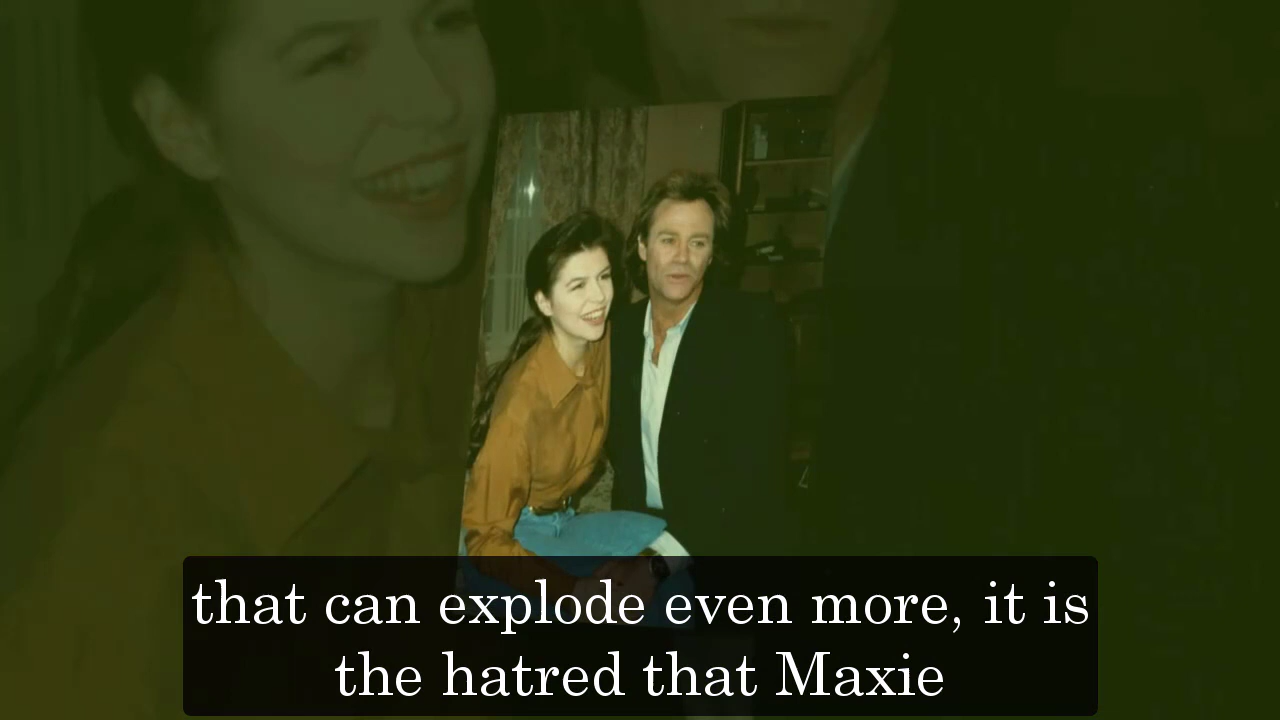 that can explode even more, it is
the hatred that Maxie